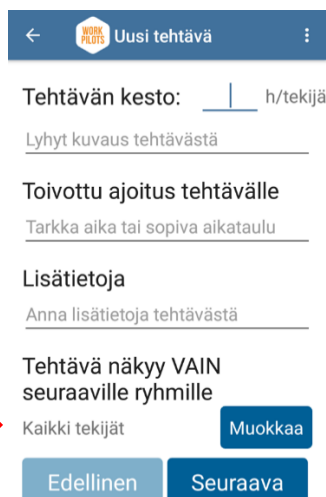 WORK
PILOTS
Uusi tehtävä
Tehtävän kesto: h/tekijä
Lyhyt kuvaus tehtävästä
Toivottu ajoitus tehtävälle
Tarkka aika tai sopiva aikataulu
Lisätietoja
Anna lisätietoja tehtävästä
Tehtävä näkyy VAIN
seuraaville ryhmille
Kaikki tekijät Muokkaa
Edellinen Seuraava